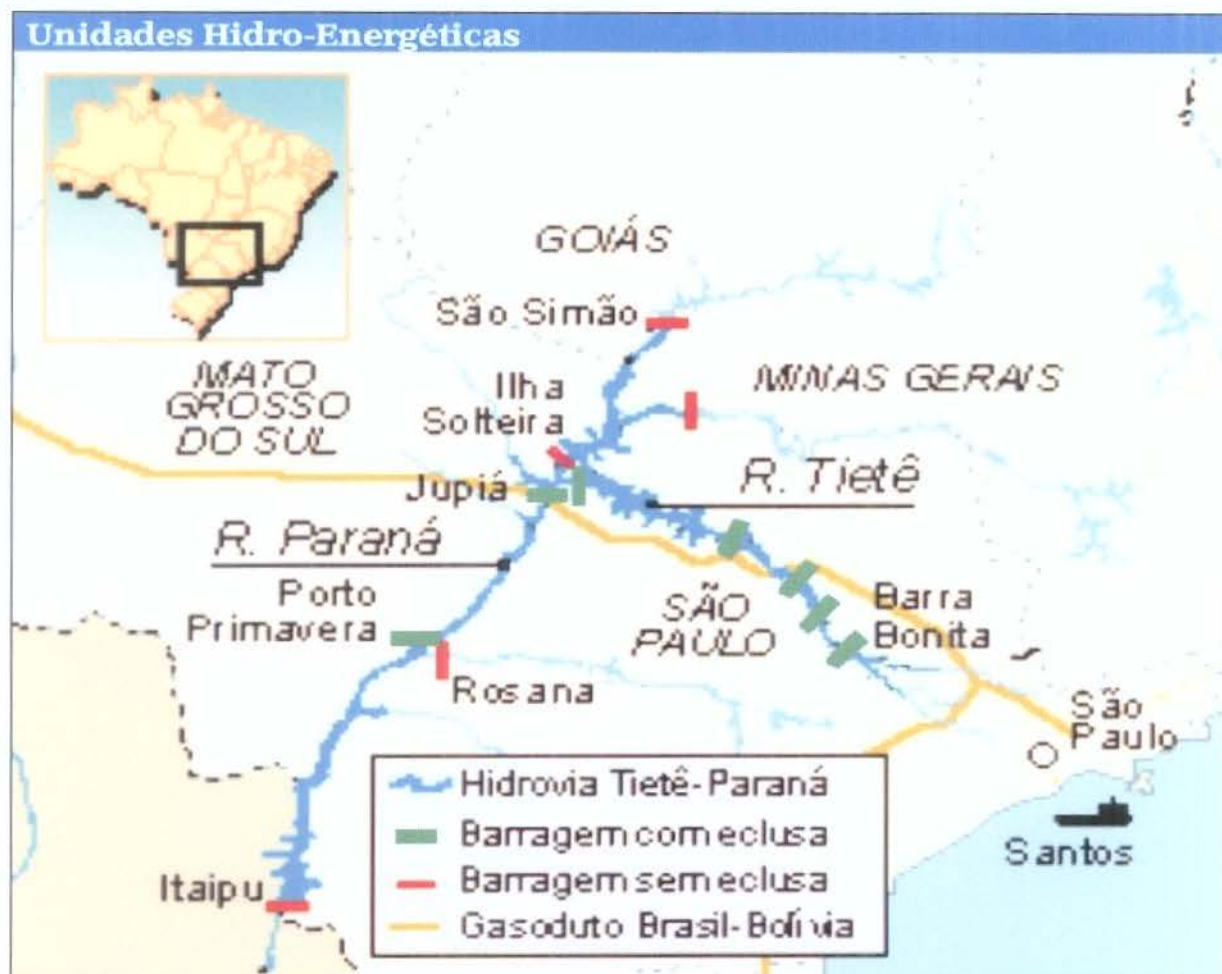 Unidades Hidro-Energéticas
GOIÁS
São Simão
MATO
GROSSO
DO SUL
Ilha
Solteira
MINAS GERAIS
Jupiá
R. Tietê
R. Paraná
Porto
Primavera
SÃO
PAULO
Barra
Bonita
Rosana
São
Paulo
Hidrovia Tietê-Paraná
Barragem com eclusa
Barragem sem eclusa
Gasoduto Brasil-Bolívia
Santos
Itaipu